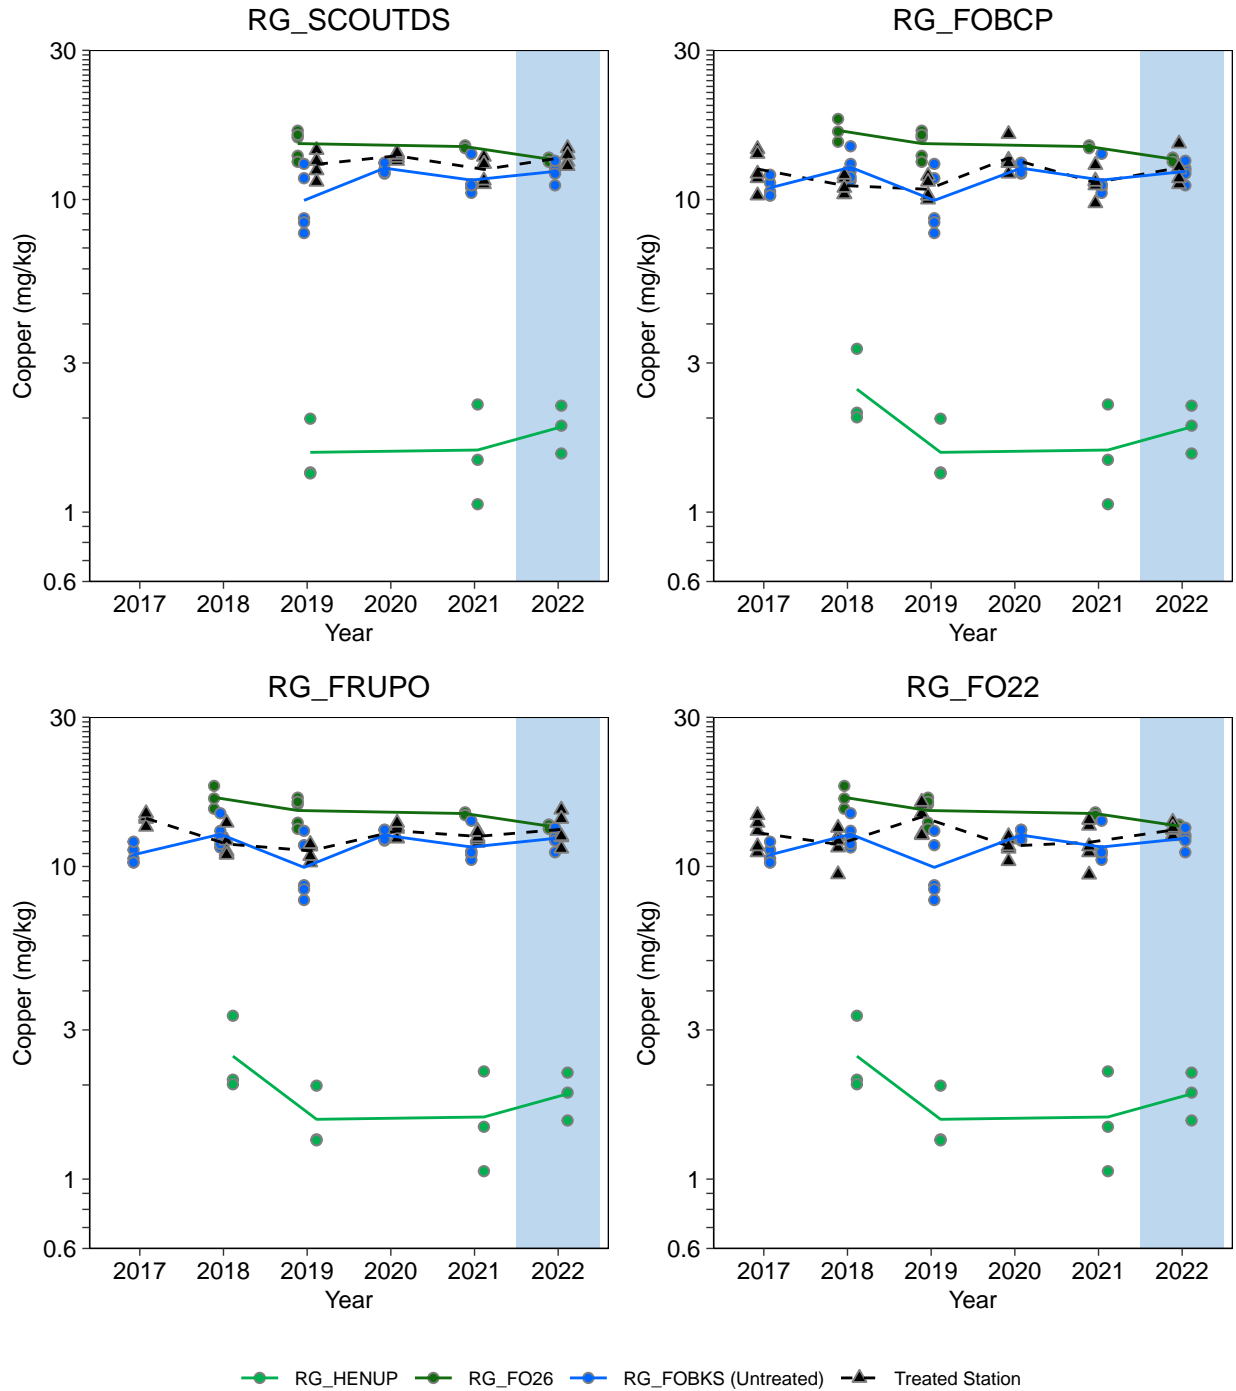 RG_SCOUTDS
RG_FOBCP
30
10
3
1
0.6
Copper (mg/kg)
2017 2018 2019 2020 2021 2022
Year
30
10
3
1
0.6
Copper (mg/kg)
2017 2018 2019 2020 2021 2022
Year
RG_FRUPO
RG_FO22
30
10
3
1
0.6
Copper (mg/kg)
2017 2018 2019 2020 2021 2022
Year
30
10
3
1
0.6
Copper (mg/kg)
2017 2018 2019 2020 2021 2022
Year
RG_HENUP RG_FO26 RG_FOBKS (Untreated) Treated Station